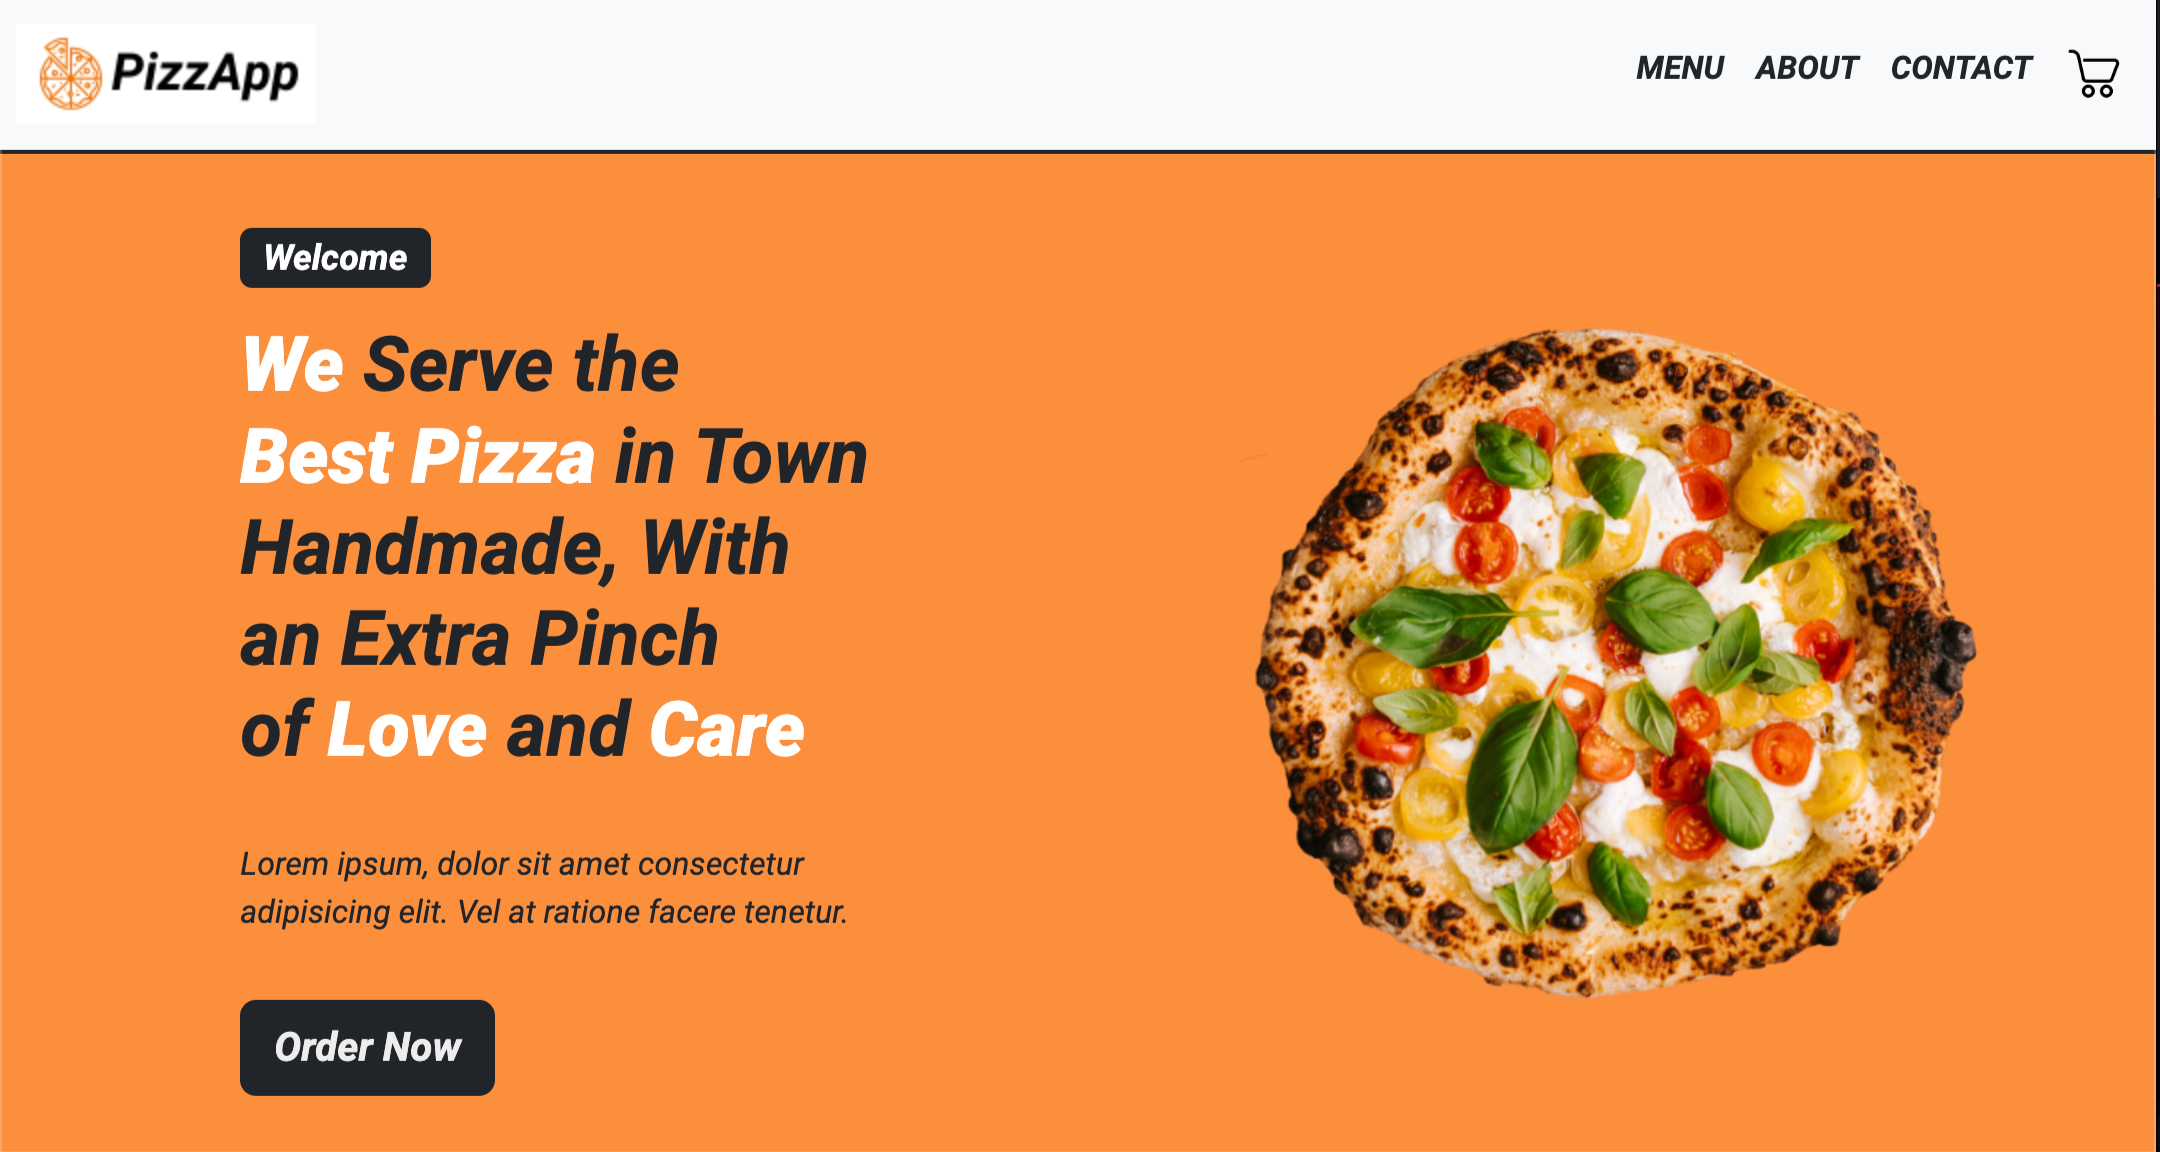 PizzApp
MENU ABOUT CONTACT
Welcome
We Serve the
Best Pizza in Town
Handmade, With
an Extra Pinch
of Love and Care
Lorem ipsum, dolor sit amet consectetur
adipisicing elit. Vel at ratione facere tenetur.
Order Now